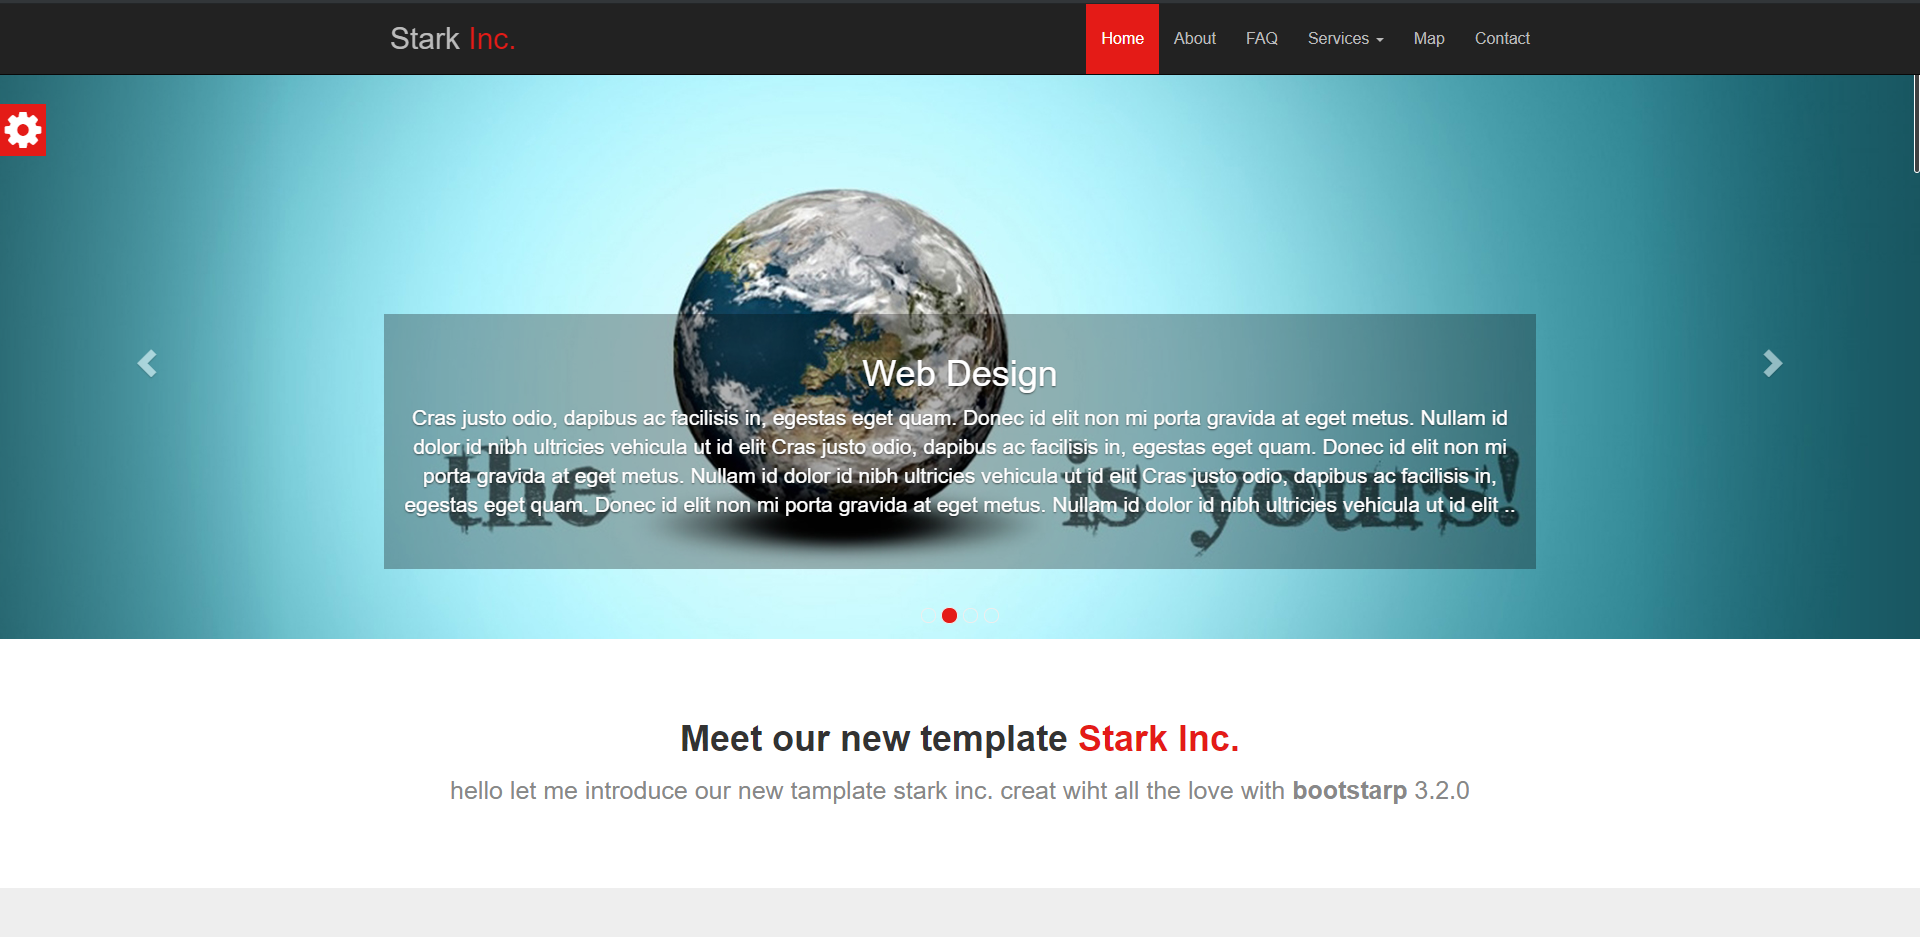 Stark Inc.
Home About FAQ Services Map Contact
Web Design
Cras justo odio, dapibus ac facilisis in, egestas eget quam. Donec id elit non mi porta gravida at eget metus. Nullam id
dolor id nibh ultricies vehicula ut id elit Cras justo odio, dapibus ac facilisis in, egestas eget quam. Donec id elit non mi
porta gravida at eget metus. Nullam id dolor id nibh ultricies vehicula ut id elit Cras justo odio, dapibus ac facilisis in,
egestas eget quam. Donec id elit non mi porta gravida at eget metus. Nullam id dolor id nibh ultricies vehicula ut id elit ..
the is yours!
Meet our new template Stark Inc.
hello let me introduce our new tamplate stark inc. creat wiht all the love with bootstarp 3.2.0